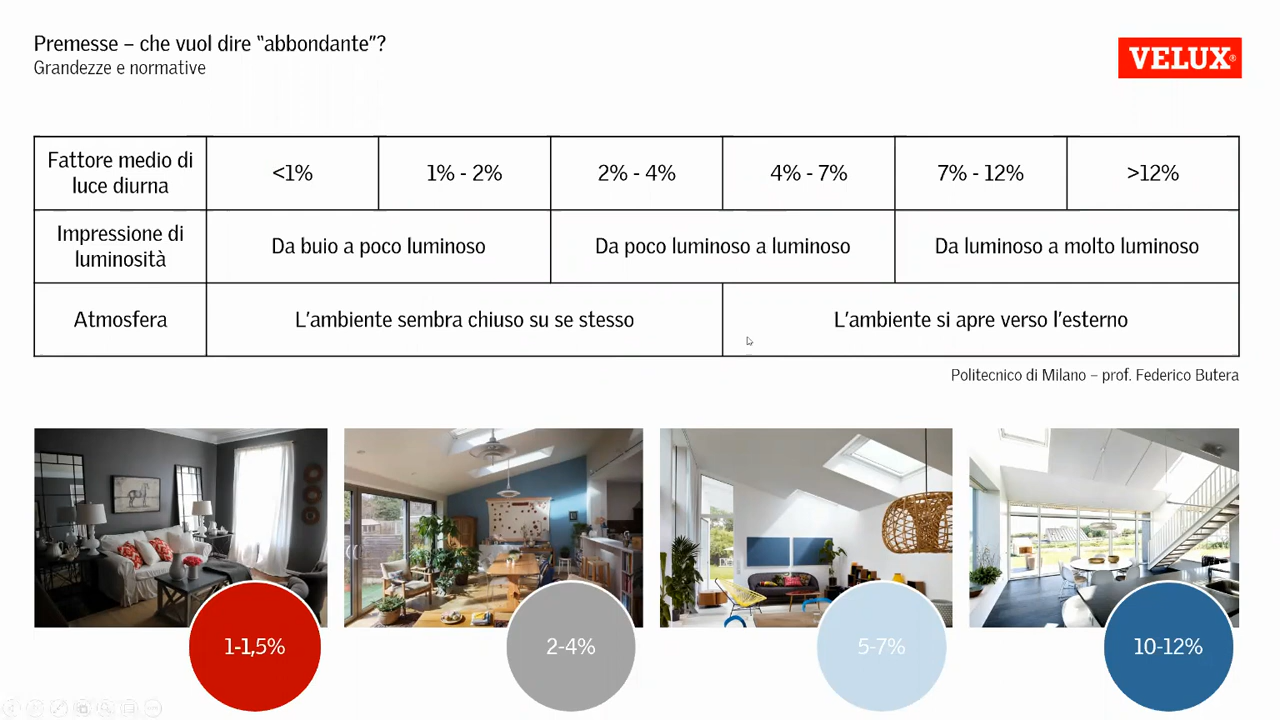 Premesse – che vuol dire “abbondante”?
Grandezze e normative
VELUX®
Fattore medio di
luce diurna
<1%
1% - 2%
2% - 4%
4% - 7%
7% - 12%
>12%
Impressione di
luminosità
Da buio a poco luminoso
Da poco luminoso a luminoso
Da luminoso a molto luminoso
Atmosfera
L’ambiente sembra chiuso su se stesso
L’ambiente si apre verso l’esterno
Politecnico di Milano – prof. Federico Butera
1-1,5%
2-4%
5-7%
10-12%